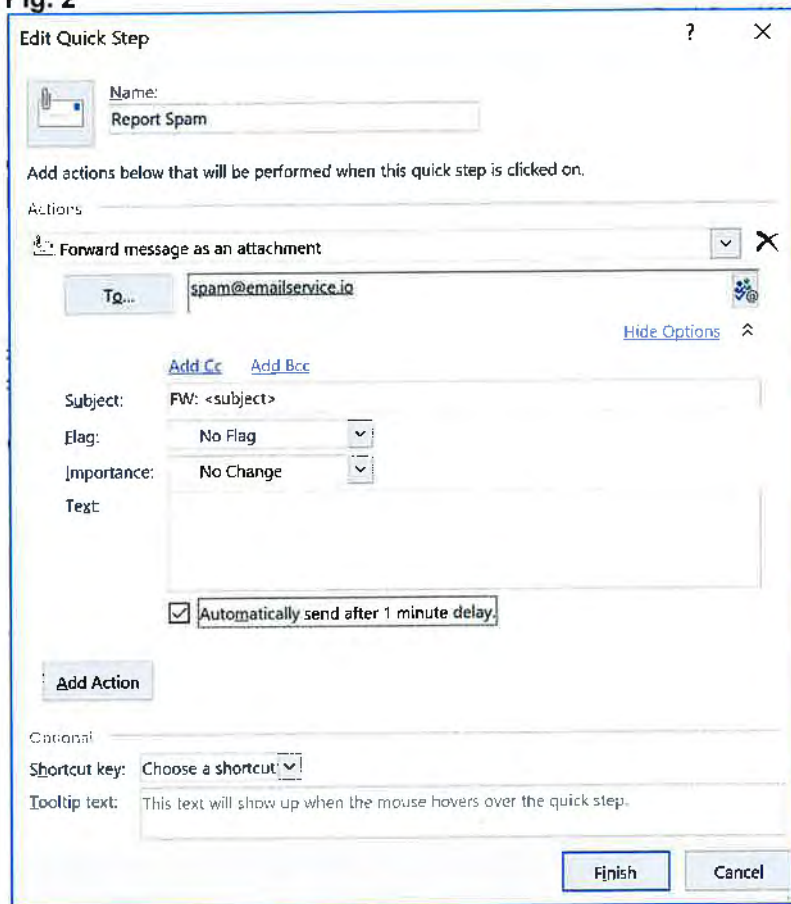 Fig. 2
Edit Quick Step ? X
Name:
Report Spam
Add actions below that will be performed when this quick step is clicked on.
Actions
Forward message as an attachment
To... spam@emailservice.io
Hide Options
Add Cc Add Bcc
Subject: FW: <subject>
Flag: No Flag
Importance: No Change
Text:
Automatically send after 1 minute delay.
Add Action
Optional
Shortcut key: Choose a shortcut
Tooltip text: This text will show up when the mouse hovers over the quick step.
Finish Cancel